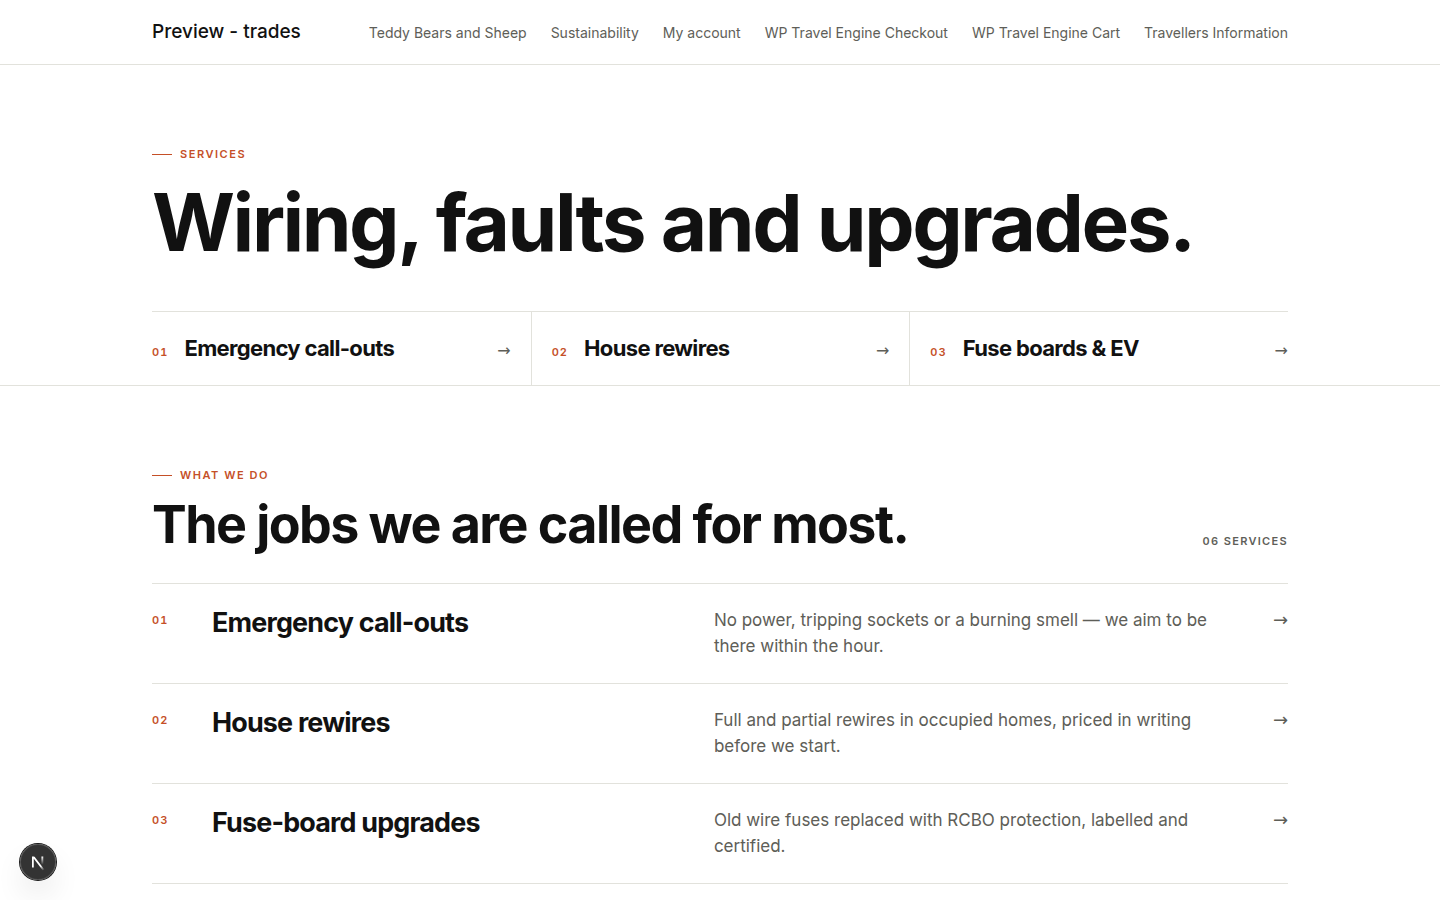 Preview - trades
Teddy Bears and Sheep
Sustainability
My account
WP Travel Engine Checkout
WP Travel Engine Cart
Travellers Information
SERVICES
Wiring, faults and upgrades.
01 Emergency call-outs →
02 House rewires →
03 Fuse boards & EV →
WHAT WE DO
The jobs we are called for most.
06 SERVICES
01 Emergency call-outs
No power, tripping sockets or a burning smell — we aim to be
there within the hour.
→
02 House rewires
Full and partial rewires in occupied homes, priced in writing
before we start.
→
03 Fuse-board upgrades
Old wire fuses replaced with RCBO protection, labelled and
certified.
→
N